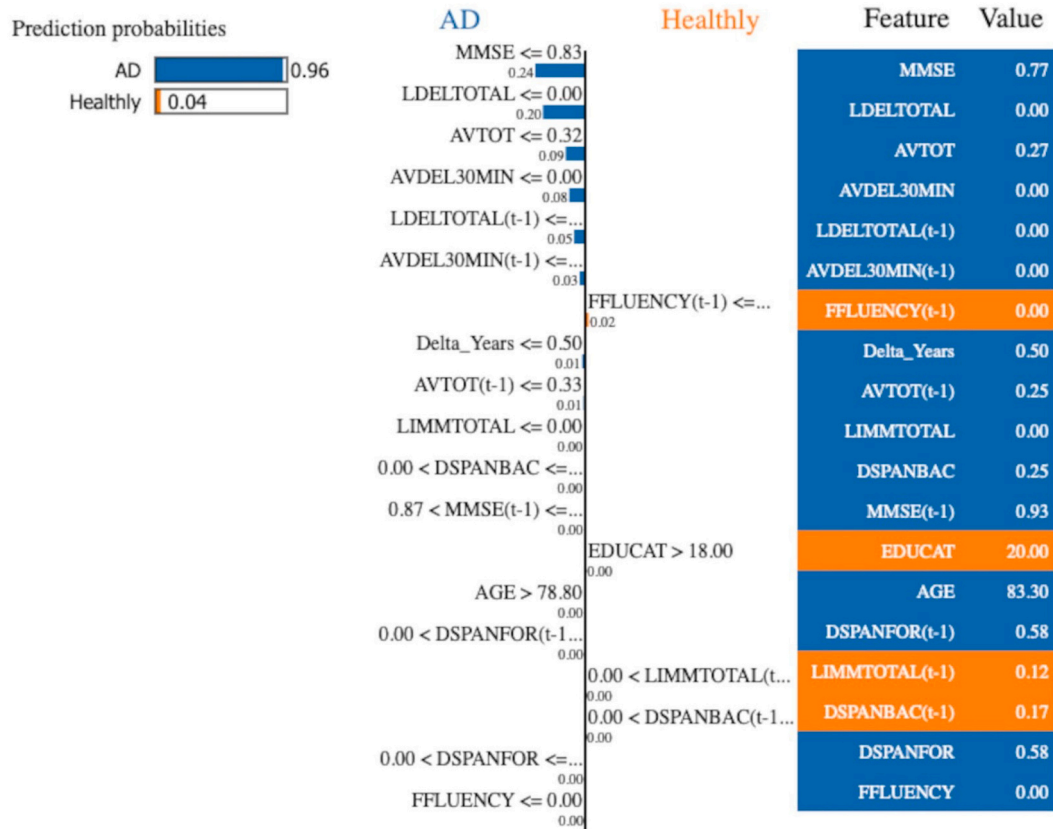 Prediction probabilities
AD 0.96
Healthly 0.04
AD Healthly
MMSE <= 0.83
0.24
LDELTOTAL <= 0.00
0.20
AVTOT <= 0.32
0.09
AVDEL30MIN <= 0.00
0.08
LDELTOTAL(t-1) <=...
0.05
AVDEL30MIN(t-1) <=...
0.03
FFLUENCY(t-1) <=...
0.02
Delta_Years <= 0.50
0.01
AVTOT(t-1) <= 0.33
0.01
LIMMTOTAL <= 0.00
0.00
0.00 < DSPANBAC <=...
0.00
0.87 < MMSE(t-1) <=...
0.00
EDUCAT > 18.00
0.00
AGE > 78.80
0.00
0.00 < DSPANFOR(t-1...
0.00
0.00 < LIMMTOTAL(t...
0.00
0.00 < DSPANBAC(t-1...
0.00
0.00 < DSPANFOR <=...
0.00
FFLUENCY <= 0.00
0.00
Feature Value
MMSE 0.77
LDELTOTAL 0.00
AVTOT 0.27
AVDEL30MIN 0.00
LDELTOTAL(t-1) 0.00
AVDEL30MIN(t-1) 0.00
FFLUENCY(t-1) 0.00
Delta_Years 0.50
AVTOT(t-1) 0.25
LIMMTOTAL 0.00
DSPANBAC 0.25
MMSE(t-1) 0.93
EDUCAT 20.00
AGE 83.30
DSPANFOR(t-1) 0.58
LIMMTOTAL(t-1) 0.12
DSPANBAC(t-1) 0.17
DSPANFOR 0.58
FFLUENCY 0.00